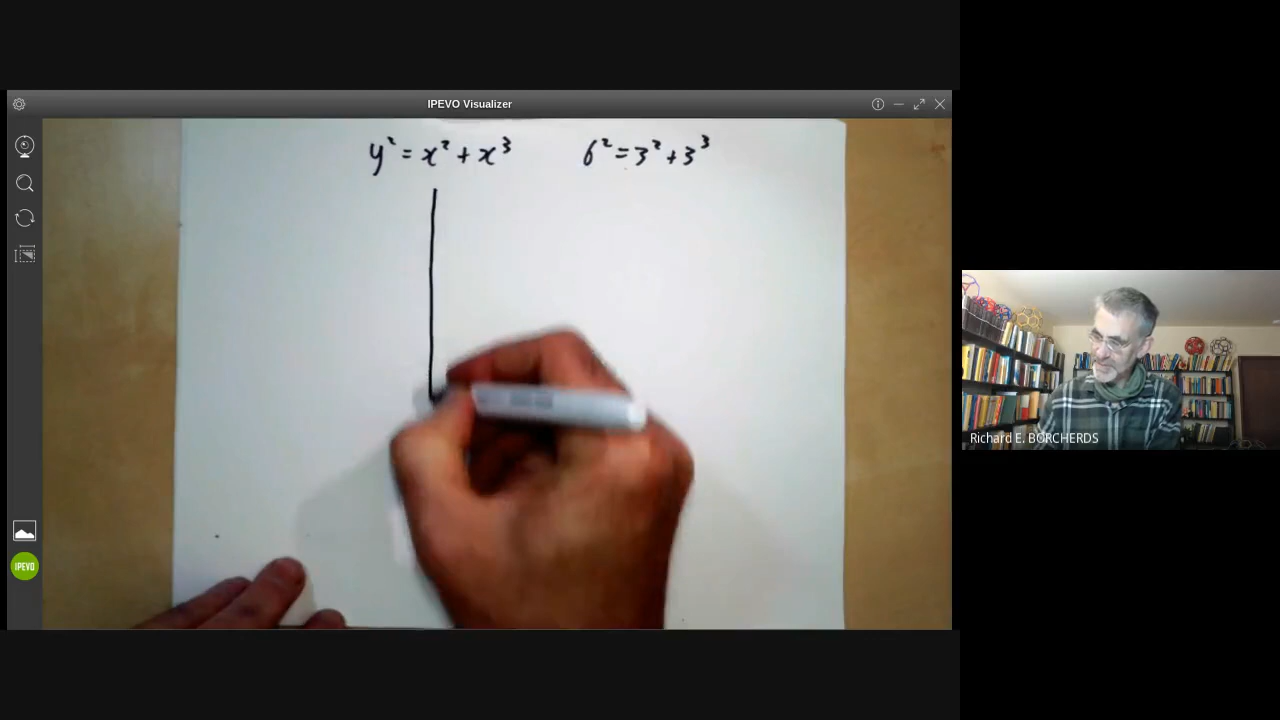 IPEVO Visualizer
y² = x² + x³ 6² = 3² + 3³
IPEVO
Richard E. BORCHERDS